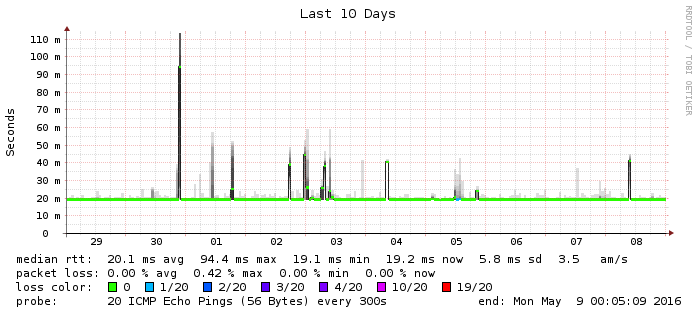 Last 10 Days
RRDTOOL / TOBI OETIKER
Seconds
110 m
100 m
90 m
80 m
70 m
60 m
50 m
40 m
30 m
20 m
10 m
0
29 30 01 02 03 04 05 06 07 08
median rtt: 20.1 ms avg 94.4 ms max 19.1 ms min 19.2 ms now 5.8 ms sd 3.5 am/s
packet loss: 0.00 % avg 0.42 % max 0.00 % min 0.00 % now
loss color: 0 1/20 2/20 3/20 4/20 10/20 19/20
probe: 20 ICMP Echo Pings (56 Bytes) every 300s end: Mon May 9 00:05:09 2016